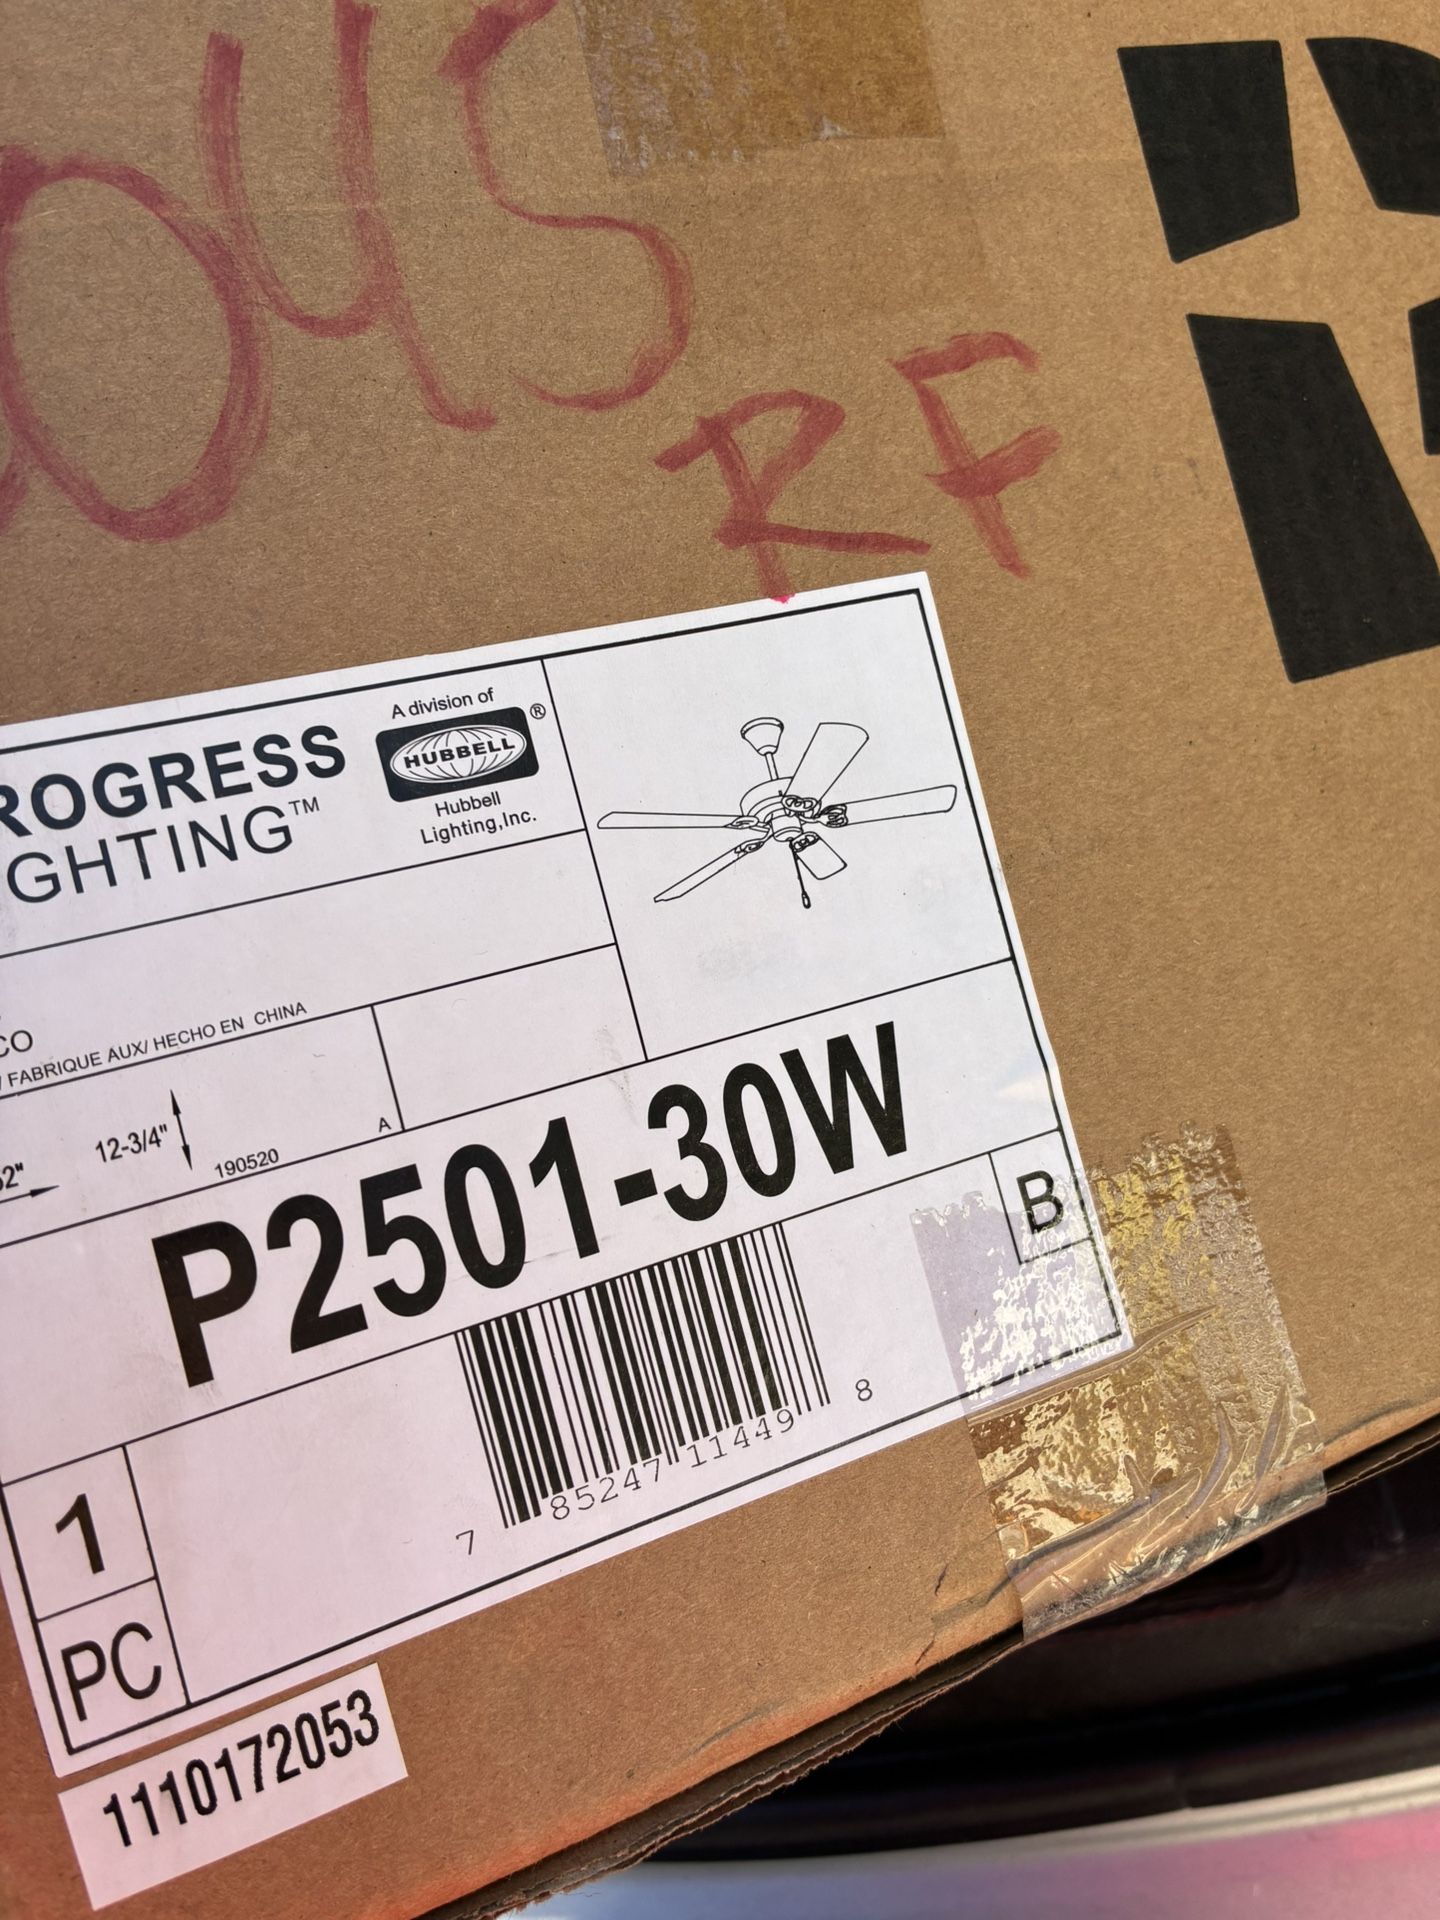 RF
ROGRESS
GHTING™
A division of
HUBBELL®
Hubbell
Lighting,Inc.
CO
/ FABRIQUE AUX/ HECHO EN CHINA
12-3/4"
190520
A
P2501-30W
B
7 85247 11449 8
1
PC
1110172053